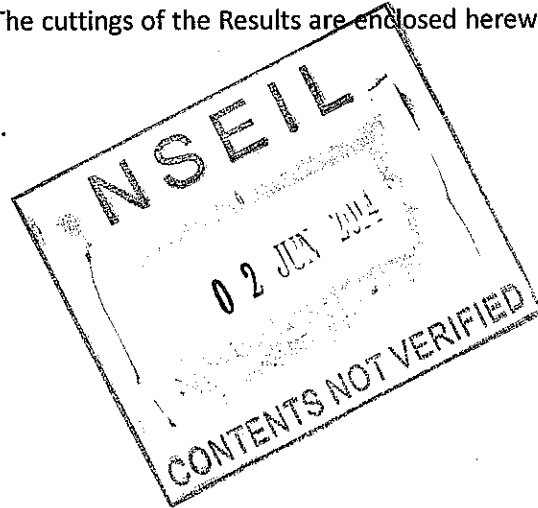 The cuttings of the Results are enclosed herew
NSEIL
02 JUN 2014
CONTENTS NOT VERIFIED